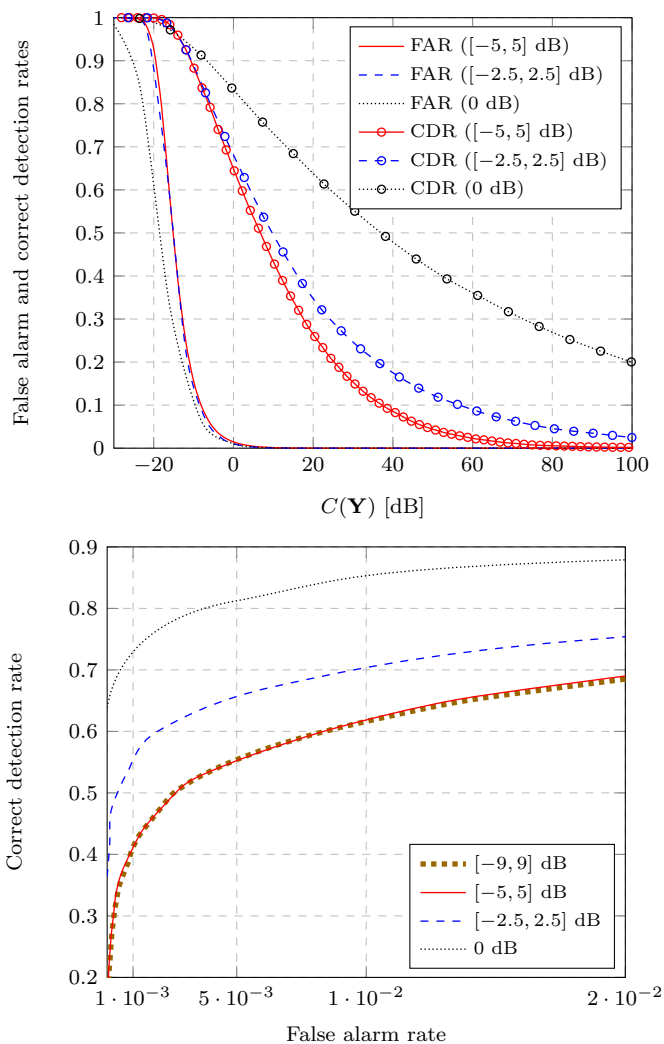 1
0.9
0.8
0.7
0.6
0.5
0.4
0.3
0.2
0.1
0
False alarm and correct detection rates
FAR ([−5, 5] dB)
FAR ([−2.5, 2.5] dB)
FAR (0 dB)
CDR ([−5, 5] dB)
CDR ([−2.5, 2.5] dB)
CDR (0 dB)
−20 0 20 40 60 80 100
C(Y) [dB]
0.9
0.8
0.7
0.6
0.5
0.4
0.3
0.2
Correct detection rate
[−9, 9] dB
[−5, 5] dB
[−2.5, 2.5] dB
0 dB
1 · 10⁻³ 5 · 10⁻³ 1 · 10⁻² 2 · 10⁻²
False alarm rate